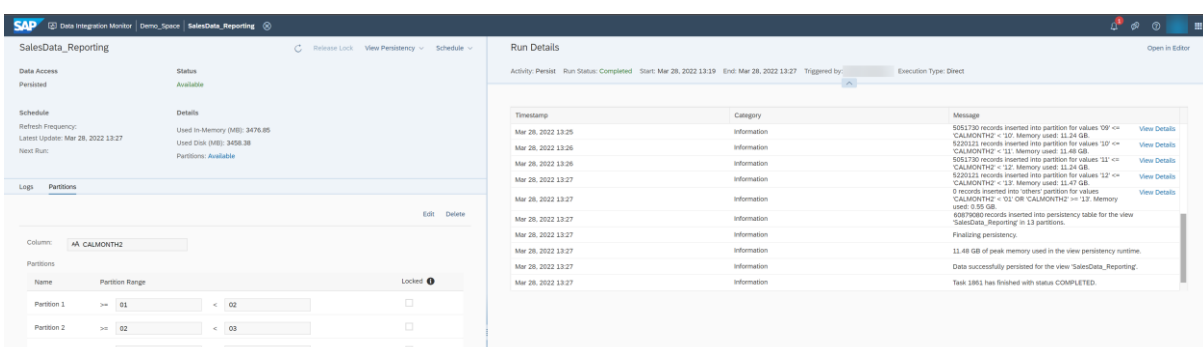 SAP Data Integration Monitor Demo_Space SalesData_Reporting
SalesData_Reporting Release Lock View Persistency Schedule
Data Access Status
Persisted Available
Schedule Details
Refresh Frequency: Used In-Memory (MB): 3476.85
Latest Update: Mar 28, 2022 13:27 Used Disk (MB): 3458.38
Next Run: Partitions: Available
Logs Partitions
Edit Delete
Column: AA CALMONTH2
Partitions
Name Partition Range Locked
Partition 1 >= 01 < 02
Partition 2 >= 02 < 03
Run Details Open in Editor
Activity: Persist Run Status: Completed Start: Mar 28, 2022 13:19 End: Mar 28, 2022 13:27 Triggered by: Execution Type: Direct
Timestamp Category Message
Mar 28, 2022 13:25 Information 5051730 records inserted into partition for values '09' <= View Details
'CALMONTH2' < '10'. Memory used: 11.24 GB.
Mar 28, 2022 13:26 Information 5220121 records inserted into partition for values '10' <= View Details
'CALMONTH2' < '11'. Memory used: 11.48 GB.
Mar 28, 2022 13:26 Information 5051730 records inserted into partition for values '11' <= View Details
'CALMONTH2' < '12'. Memory used: 11.24 GB.
Mar 28, 2022 13:27 Information 5220121 records inserted into partition for values '12' <= View Details
'CALMONTH2' < '13'. Memory used: 11.47 GB.
Mar 28, 2022 13:27 Information 0 records inserted into 'others' partition for values View Details
'CALMONTH2' < '01' OR 'CALMONTH2' >= '13'. Memory
used: 0.55 GB.
Mar 28, 2022 13:27 Information 60879080 records inserted into persistency table for the view
'SalesData_Reporting' in 13 partitions.
Mar 28, 2022 13:27 Information Finalizing persistency.
Mar 28, 2022 13:27 Information 11.48 GB of peak memory used in the view persistency runtime.
Mar 28, 2022 13:27 Information Data successfully persisted for the view 'SalesData_Reporting'.
Mar 28, 2022 13:27 Information Task 1861 has finished with status COMPLETED.